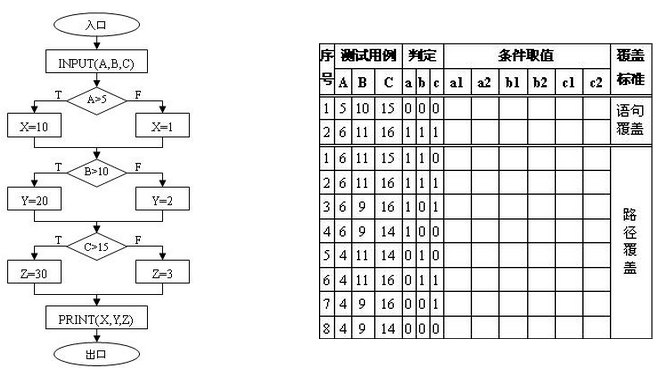 入口
INPUT(A,B,C)
T A>5 F
X=10 X=1
T B>10 F
Y=20 Y=2
T C>15 F
Z=30 Z=3
PRINT(X,Y,Z)
出口
序号 测试用例 判定 条件取值 覆盖标准
A B C a b c a1 a2 b1 b2 c1 c2
1 5 10 15 0 0 0 语句覆盖
2 6 11 16 1 1 1
1 6 11 15 1 1 0 路径覆盖
2 6 11 16 1 1 1
3 6 9 16 1 0 1
4 6 9 14 1 0 0
5 4 11 14 0 1 0
6 4 11 16 0 1 1
7 4 9 16 0 0 1
8 4 9 14 0 0 0